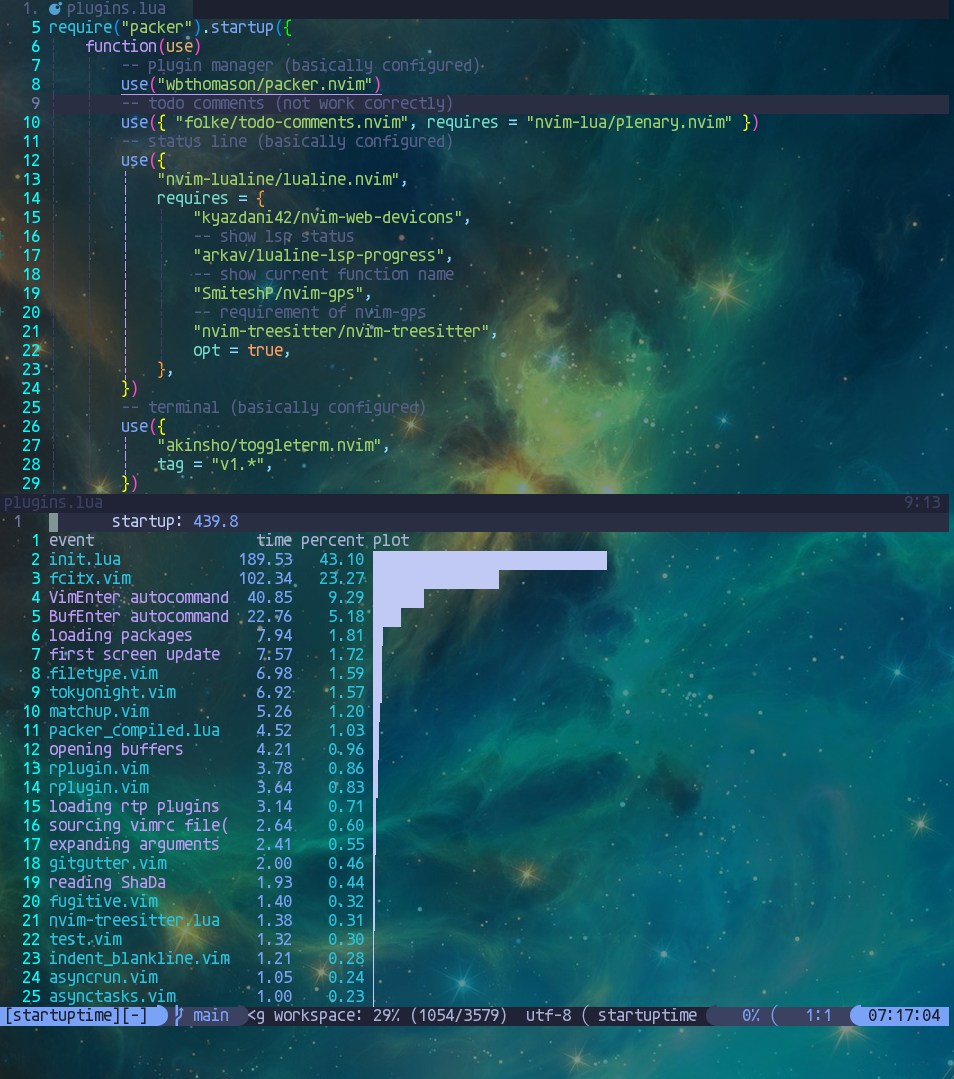 1. plugins.lua
5 require("packer").startup({
6 function(use)
7 -- plugin manager (basically configured)
8 use("wbthomason/packer.nvim")
9 -- todo comments (not work correctly)
10 use({ "folke/todo-comments.nvim", requires = "nvim-lua/plenary.nvim" })
11 -- status line (basically configured)
12 use({
13 "nvim-lualine/lualine.nvim",
14 requires = {
15 "kyazdani42/nvim-web-devicons",
16 -- show lsp status
17 "arkav/lualine-lsp-progress",
18 -- show current function name
19 "SmiteshP/nvim-gps",
20 -- requirement of nvim-gps
21 "nvim-treesitter/nvim-treesitter",
22 opt = true,
23 },
24 })
25 -- terminal (basically configured)
26 use({
27 "akinsho/toggleterm.nvim",
28 tag = "v1.*",
29 })
plugins.lua 9:13
1 startup: 439.8
1 event time percent plot
2 init.lua 189.53 43.10
3 fcitx.vim 102.34 23.27
4 VimEnter autocommand 40.85 9.29
5 BufEnter autocommand 22.76 5.18
6 loading packages 7.94 1.81
7 first screen update 7.57 1.72
8 filetype.vim 6.98 1.59
9 tokyonight.vim 6.92 1.57
10 matchup.vim 5.26 1.20
11 packer_compiled.lua 4.52 1.03
12 opening buffers 4.21 0.96
13 rplugin.vim 3.78 0.86
14 rplugin.vim 3.64 0.83
15 loading rtp plugins 3.14 0.71
16 sourcing vimrc file( 2.64 0.60
17 expanding arguments 2.41 0.55
18 gitgutter.vim 2.00 0.46
19 reading ShaDa 1.93 0.44
20 fugitive.vim 1.40 0.32
21 nvim-treesitter.lua 1.38 0.31
22 test.vim 1.32 0.30
23 indent_blankline.vim 1.21 0.28
24 asyncrun.vim 1.05 0.24
25 asynctasks.vim 1.00 0.23
[startuptime][-] main <g workspace: 29% (1054/3579) utf-8 ( startuptime 0% ( 1:1 07:17:04